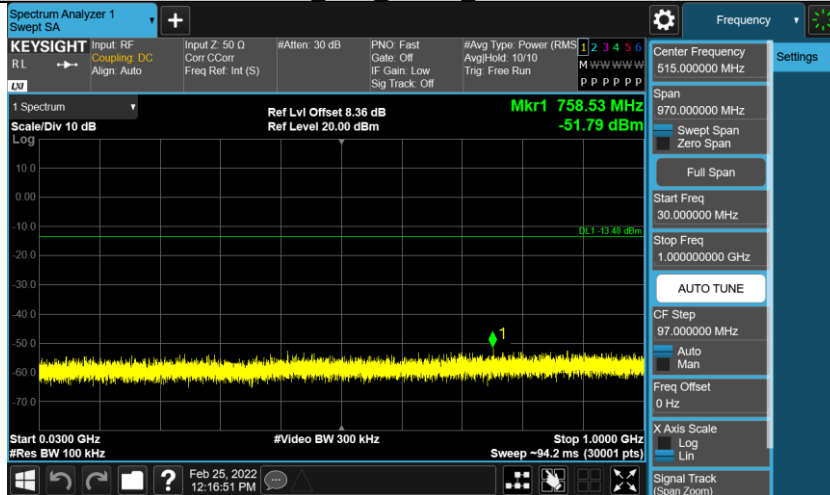 Spectrum Analyzer 1
Swept SA
+
Frequency
KEYSIGHT
RL
LXI
Input: RF
Coupling: DC
Align: Auto
Input Z: 50 Ω
Corr CCorr
Freq Ref: Int (S)
#Atten: 30 dB
PNO: Fast
Gate: Off
IF Gain: Low
Sig Track: Off
#Avg Type: Power (RMS
Avg|Hold: 10/10
Trig: Free Run
1 2 3 4 5 6
M W W W W W
P P P P P P
Settings
1 Spectrum
Scale/Div 10 dB
Log
Ref Lvl Offset 8.36 dB
Ref Level 20.00 dBm
Mkr1 758.53 MHz
-51.79 dBm
10.0
0.00
-10.0
DL1 -13.48 dBm
-20.0
-30.0
-40.0
1
-50.0
-60.0
-70.0
Start 0.0300 GHz
#Res BW 100 kHz
#Video BW 300 kHz
Stop 1.0000 GHz
Sweep ~94.2 ms (30001 pts)
Center Frequency
515.000000 MHz
Span
970.000000 MHz
Swept Span
Zero Span
Full Span
Start Freq
30.000000 MHz
Stop Freq
1.000000000 GHz
AUTO TUNE
CF Step
97.000000 MHz
Auto
Man
Freq Offset
0 Hz
X Axis Scale
Log
Lin
Signal Track
(Span Zoom)
?
Feb 25, 2022
12:16:51 PM